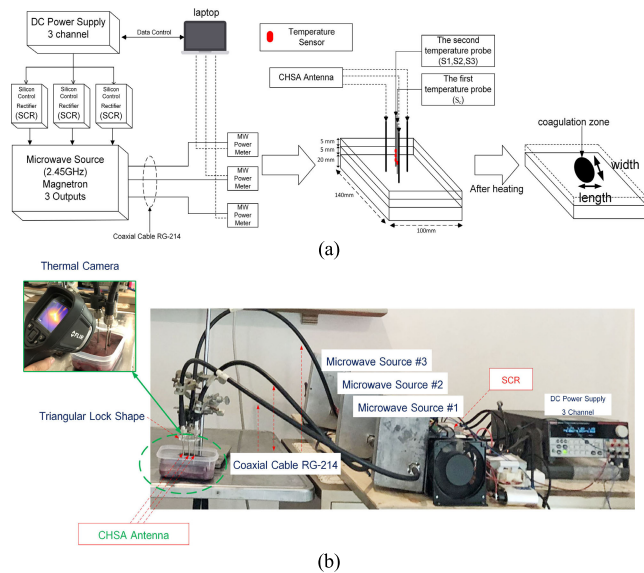 DC Power Supply
3 channel
Data Control
laptop
Temperature
Sensor
The second
temperature probe
(S1,S2,S3)
CHSA Antenna
The first
temperature probe
(Sc)
Silicon
Control
Rectifier
(SCR)
Silicon
Control
Rectifier
(SCR)
Silicon
Control
Rectifier
(SCR)
Microwave Source
(2.45GHz)
Magnetron
3 Outputs
MW
Power
Meter
MW
Power
Meter
MW
Power
Meter
Coaxial Cable RG-214
5 mm
5 mm
20 mm
140mm
100mm
After heating
coagulation zone
width
length
(a)
Thermal Camera
FLIR
Microwave Source #3
Microwave Source #2
Microwave Source #1
SCR
DC Power Supply
3 Channel
Triangular Lock Shape
Coaxial Cable RG-214
CHSA Antenna
(b)